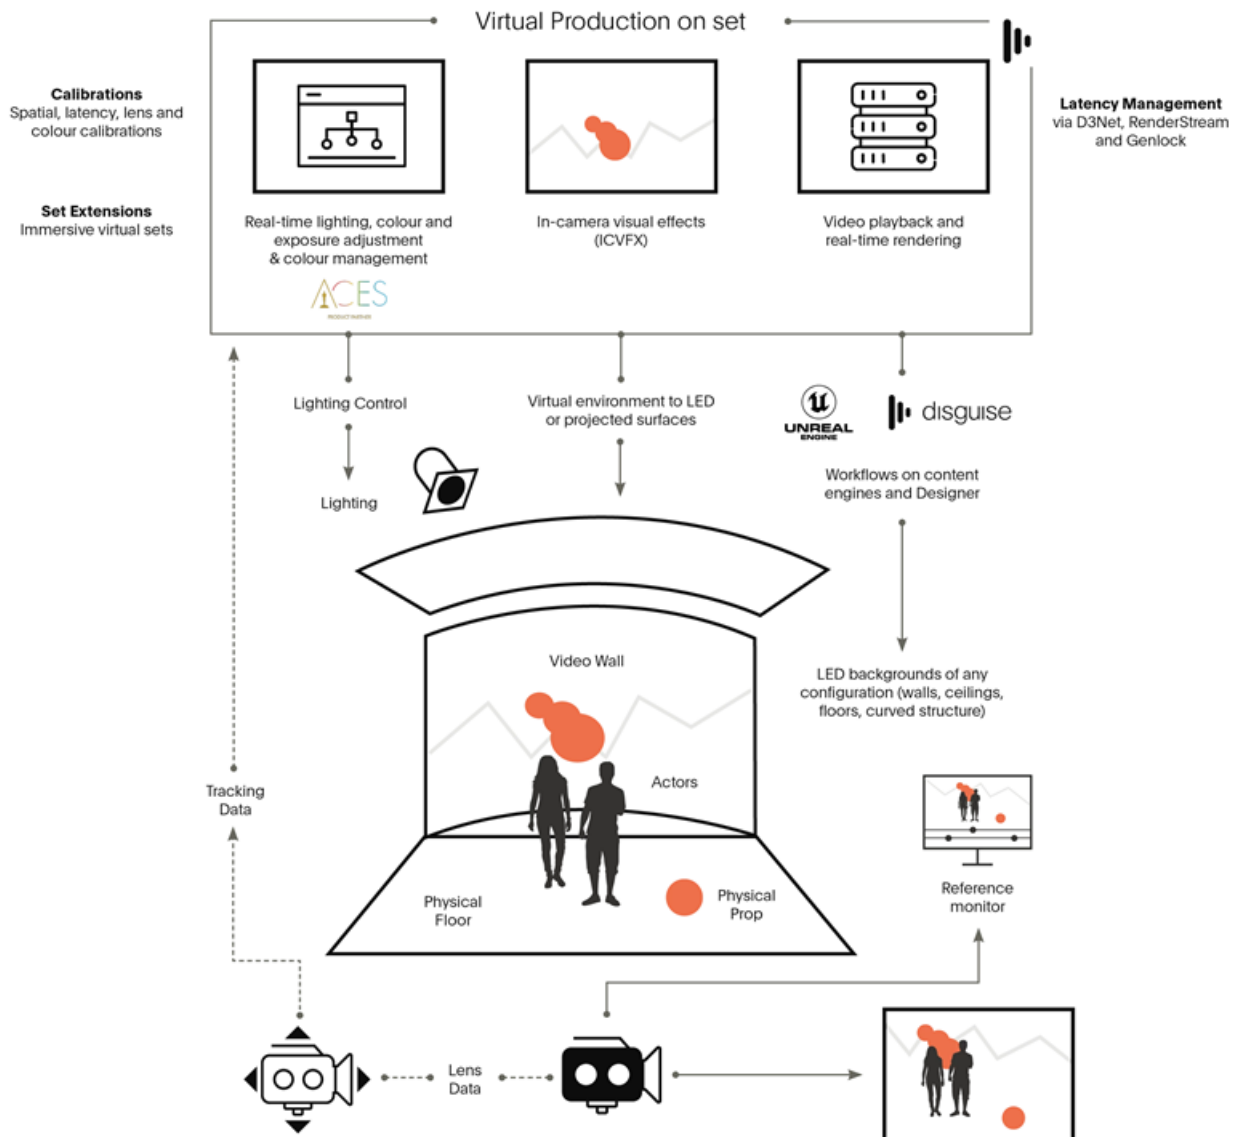 Virtual Production on set
Calibrations
Spatial, latency, lens and
colour calibrations
Set Extensions
Immersive virtual sets
Latency Management
via D3Net, RenderStream
and Genlock
Real-time lighting, colour and
exposure adjustment
& colour management
ACES
PRODUCT PARTNER
In-camera visual effects
(ICVFX)
Video playback and
real-time rendering
Lighting Control
Lighting
Virtual environment to LED
or projected surfaces
UNREAL
ENGINE
disguise
Workflows on content
engines and Designer
LED backgrounds of any
configuration (walls, ceilings,
floors, curved structure)
Video Wall
Actors
Tracking
Data
Physical
Floor
Physical
Prop
Reference
monitor
Lens
Data